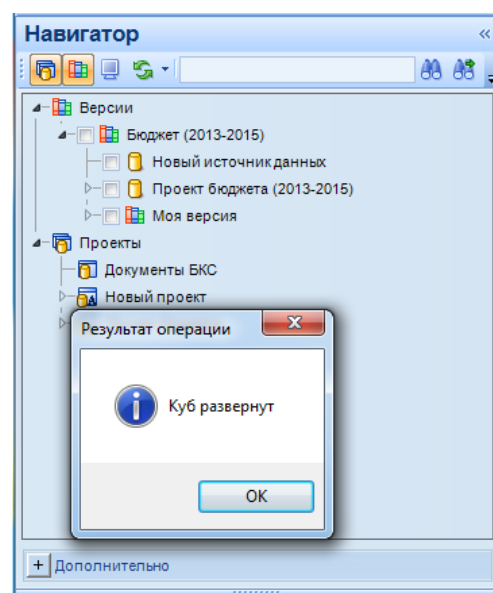 Навигатор
Версии
Бюджет (2013-2015)
Новый источник данных
Проект бюджета (2013-2015)
Моя версия
Проекты
Документы БКС
Новый проект
Результат операции
Куб развернут
OK
Дополнительно